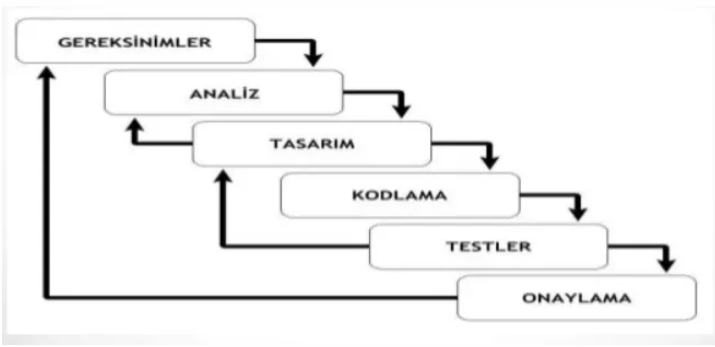 GEREKSİNİMLER
ANALİZ
TASARIM
KODLAMA
TESTLER
ONAYLAMA